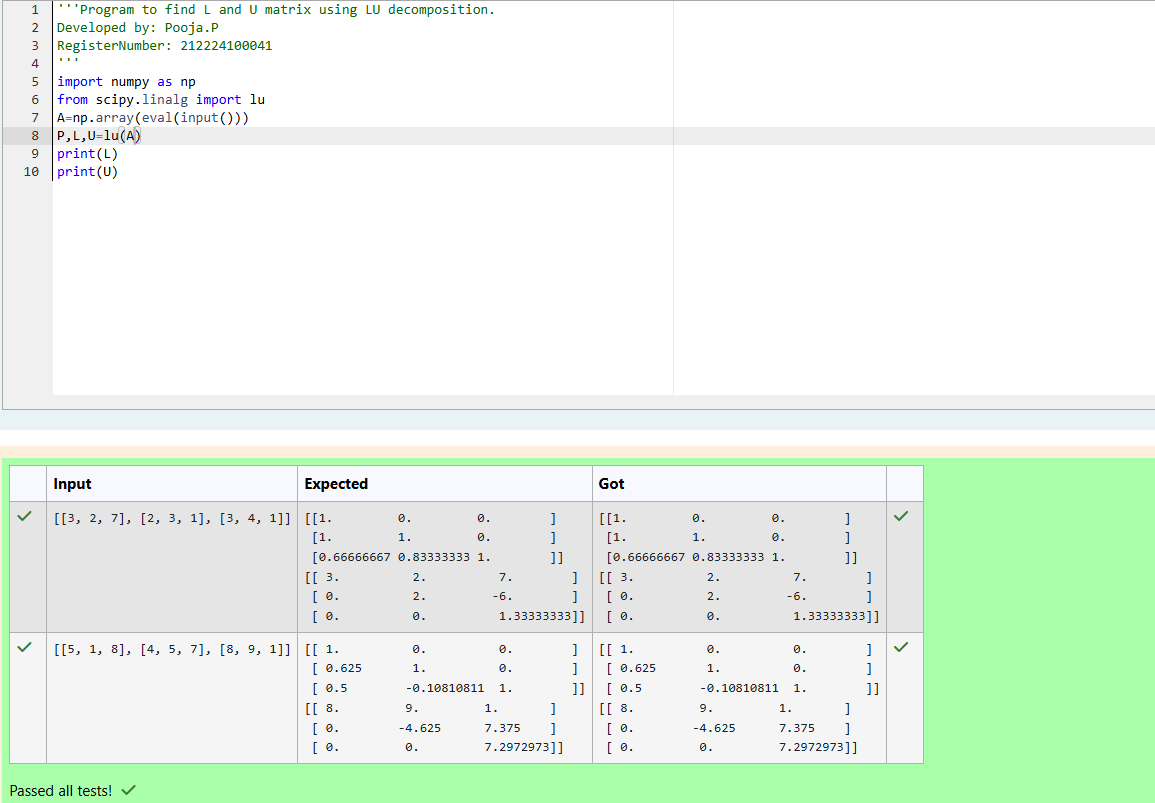 1 '''Program to find L and U matrix using LU decomposition.
2 Developed by: Pooja.P
3 RegisterNumber: 212224100041
4 '''
5 import numpy as np
6 from scipy.linalg import lu
7 A=np.array(eval(input()))
8 P,L,U=lu(A)
9 print(L)
10 print(U)
Input Expected Got
[[3, 2, 7], [2, 3, 1], [3, 4, 1]] [[1. 0. 0. ] [[1. 0. 0. ]
[1. 1. 0. ] [1. 1. 0. ]
[0.66666667 0.83333333 1. ]] [0.66666667 0.83333333 1. ]]
[[ 3. 2. 7. ] [[ 3. 2. 7. ]
[ 0. 2. -6. ] [ 0. 2. -6. ]
[ 0. 0. 1.33333333]] [ 0. 0. 1.33333333]]
[[5, 1, 8], [4, 5, 7], [8, 9, 1]] [[ 1. 0. 0. ] [[ 1. 0. 0. ]
[ 0.625 1. 0. ] [ 0.625 1. 0. ]
[ 0.5 -0.10810811 1. ]] [ 0.5 -0.10810811 1. ]]
[[ 8. 9. 1. ] [[ 8. 9. 1. ]
[ 0. -4.625 7.375 ] [ 0. -4.625 7.375 ]
[ 0. 0. 7.2972973]] [ 0. 0. 7.2972973]]
Passed all tests!